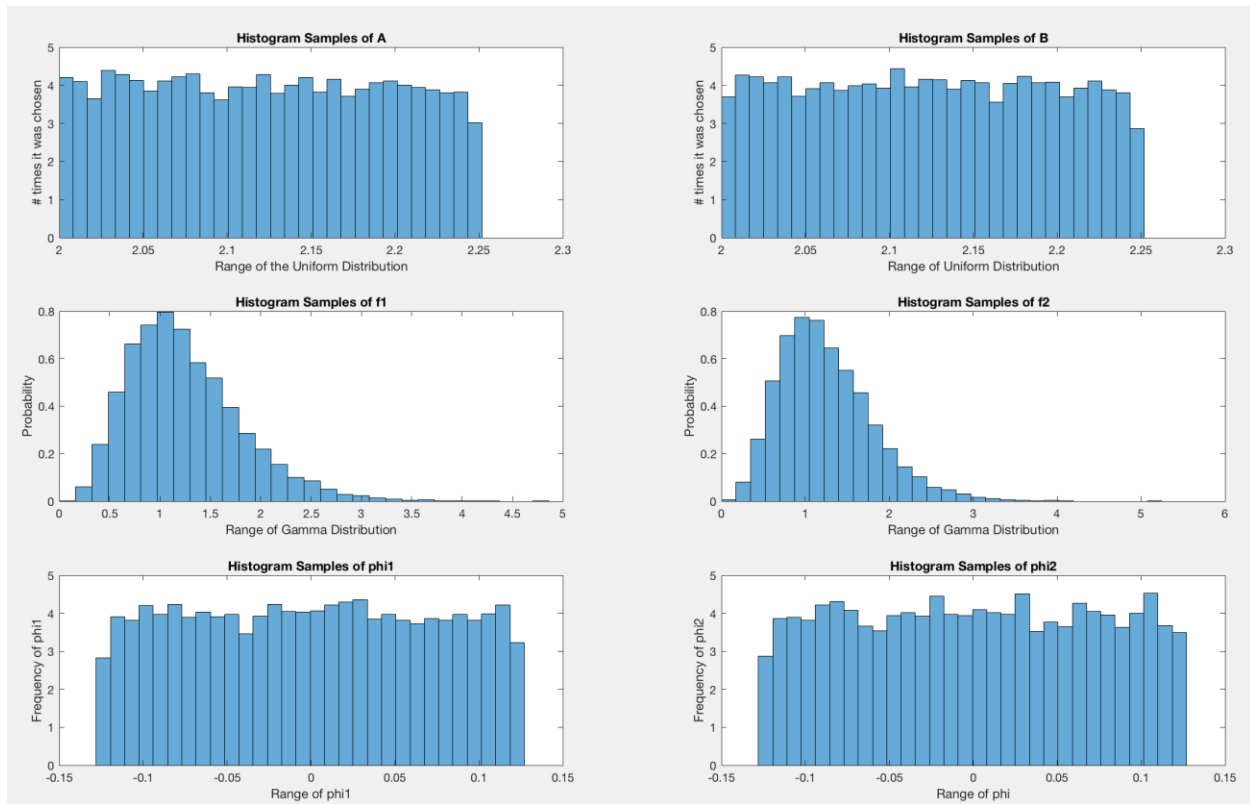 Histogram Samples of A
# times it was chosen
5
4
3
2
1
0
2 2.05 2.1 2.15 2.2 2.25 2.3
Range of the Uniform Distribution
Histogram Samples of B
# times it was chosen
5
4
3
2
1
0
2 2.05 2.1 2.15 2.2 2.25 2.3
Range of Uniform Distribution
Histogram Samples of f1
Probability
0.8
0.6
0.4
0.2
0
0 0.5 1 1.5 2 2.5 3 3.5 4 4.5 5
Range of Gamma Distribution
Histogram Samples of f2
Probability
0.8
0.6
0.4
0.2
0
0 1 2 3 4 5 6
Range of Gamma Distribution
Histogram Samples of phi1
Frequency of phi1
5
4
3
2
1
0
-0.15 -0.1 -0.05 0 0.05 0.1 0.15
Range of phi1
Histogram Samples of phi2
Frequency of phi2
5
4
3
2
1
0
-0.15 -0.1 -0.05 0 0.05 0.1 0.15
Range of phi